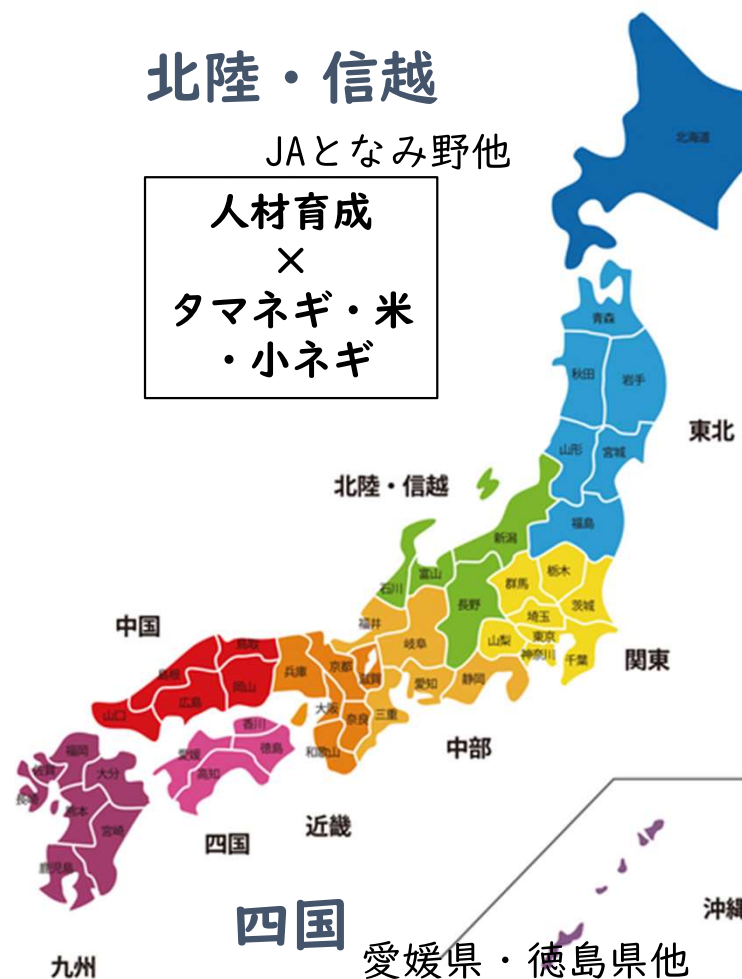 北陸・信越
JAとなみ野他
人材育成
×
タマネギ・米
・小ネギ
北海道
青森
秋田
岩手
東北
山形
宮城
北陸・信越
福島
新潟
富山
石川
群馬
栃木
長野
茨城
埼玉
福井
中国
岐阜
山梨
東京
神奈川
千葉
関東
鳥取
島根
兵庫
京都
滋賀
岡山
広島
愛知
静岡
山口
大阪
奈良
三重
香川
徳島
愛媛
高知
和歌山
中部
福岡
佐賀
大分
長崎
熊本
宮崎
近畿
四国
鹿児島
四国
沖縄
愛媛県・徳島県他
九州